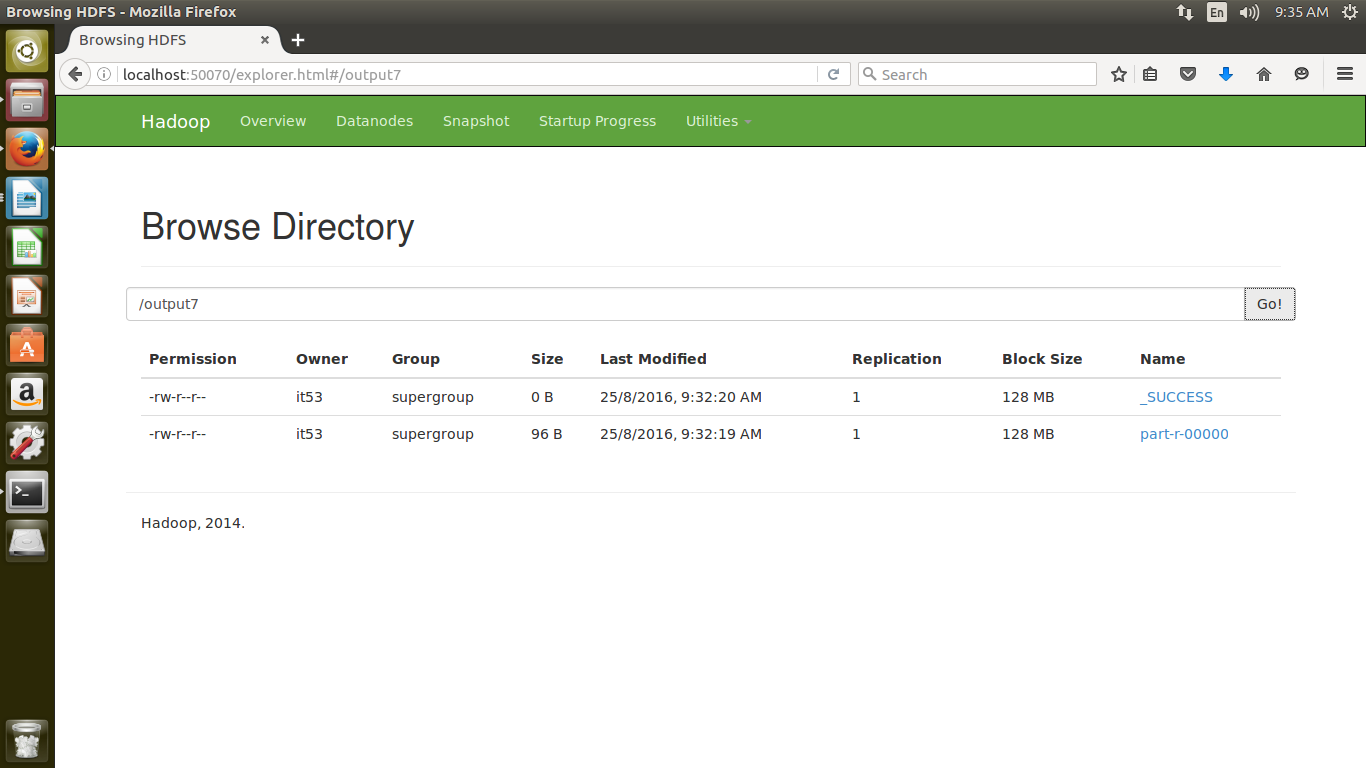 Browsing HDFS - Mozilla Firefox En 9:35 AM
Browsing HDFS
localhost:50070/explorer.html#/output7 Search
Hadoop Overview Datanodes Snapshot Startup Progress Utilities
Browse Directory
/output7 Go!
Permission Owner Group Size Last Modified Replication Block Size Name
-rw-r--r-- it53 supergroup 0 B 25/8/2016, 9:32:20 AM 1 128 MB _SUCCESS
-rw-r--r-- it53 supergroup 96 B 25/8/2016, 9:32:19 AM 1 128 MB part-r-00000
Hadoop, 2014.